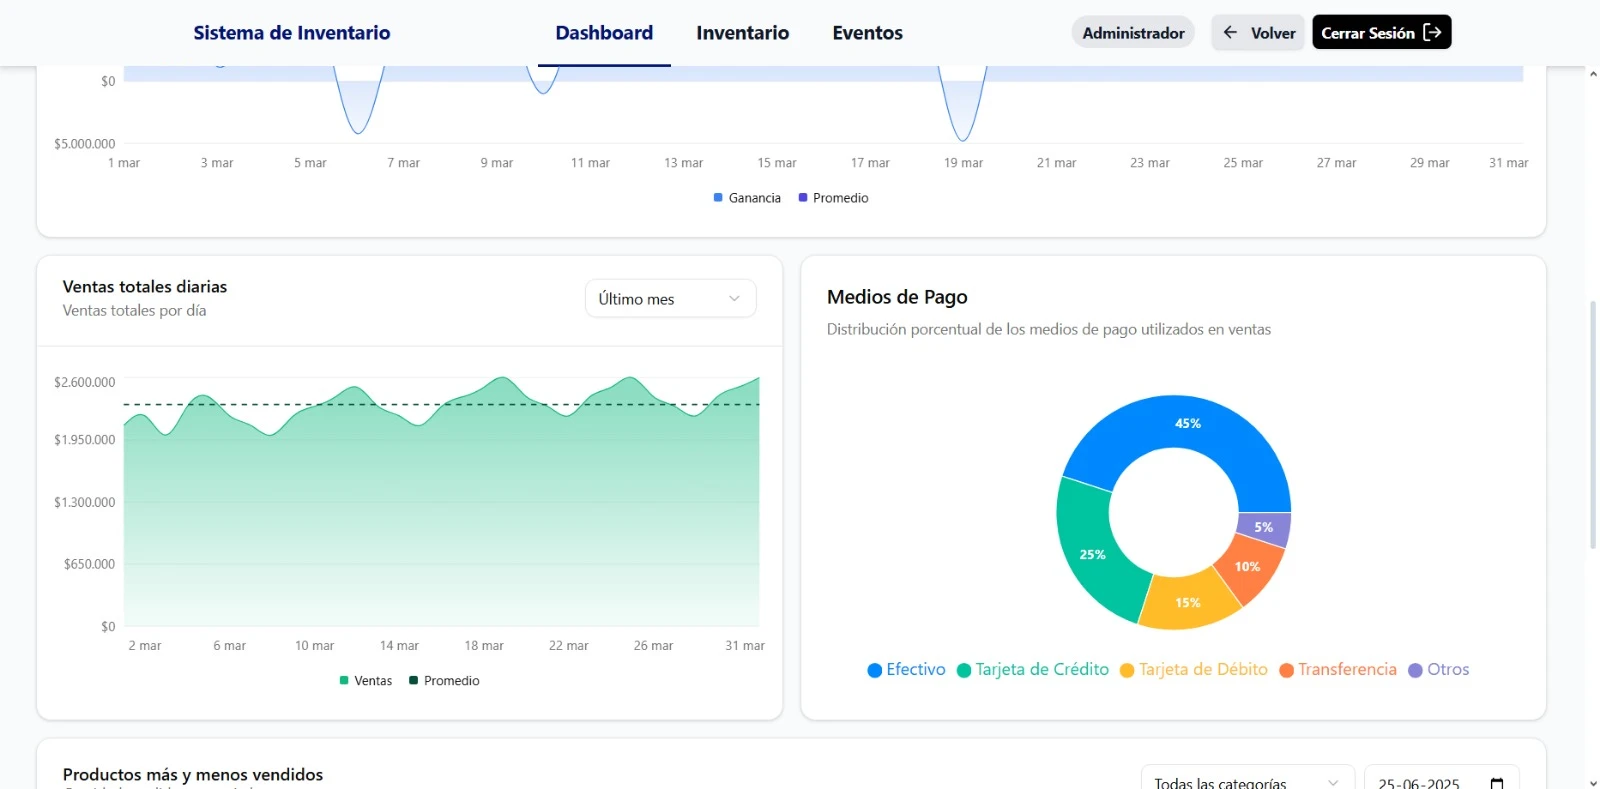 Sistema de Inventario
Dashboard
Inventario
Eventos
Administrador
Volver
Cerrar Sesión
$0
$5.000.000
1 mar 3 mar 5 mar 7 mar 9 mar 11 mar 13 mar 15 mar 17 mar 19 mar 21 mar 23 mar 25 mar 27 mar 29 mar 31 mar
Ganancia Promedio
Ventas totales diarias
Ventas totales por día
Último mes
$2.600.000
$1.950.000
$1.300.000
$650.000
$0
2 mar 6 mar 10 mar 14 mar 18 mar 22 mar 26 mar 31 mar
Ventas Promedio
Medios de Pago
Distribución porcentual de los medios de pago utilizados en ventas
45%
5%
25%
10%
15%
Efectivo Tarjeta de Crédito Tarjeta de Débito Transferencia Otros
Productos más y menos vendidos
Todas las categorías
25-06-2025